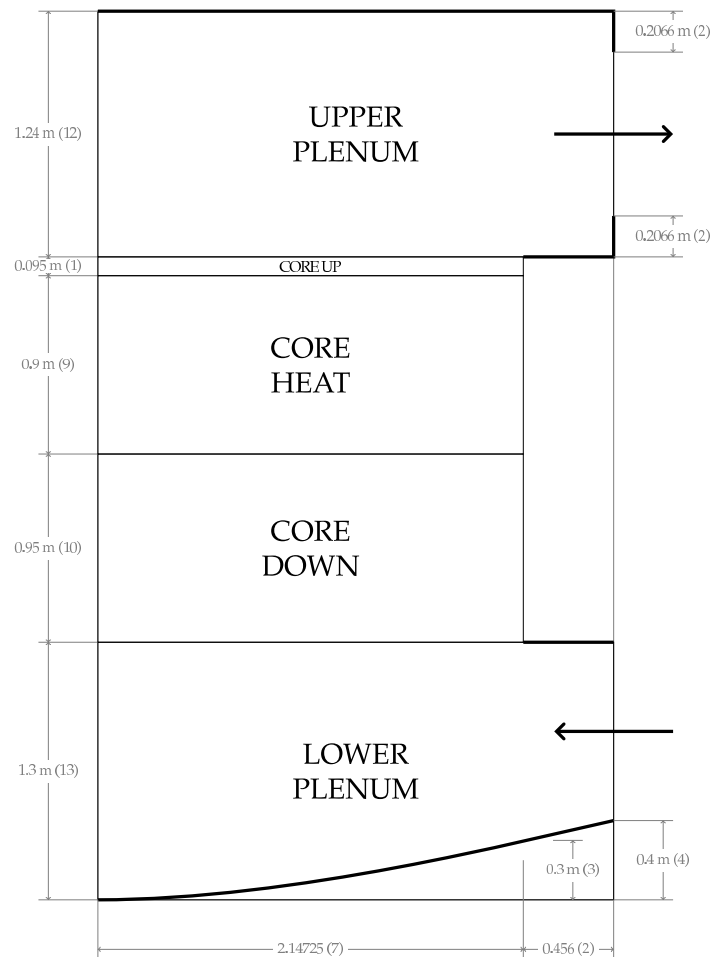 0.2066 m (2)
1.24 m (12)
UPPER
PLENUM
0.2066 m (2)
0.095 m (1)
CORE UP
CORE
HEAT
0.9 m (9)
CORE
DOWN
0.95 m (10)
LOWER
PLENUM
1.3 m (13)
0.4 m (4)
0.3 m (3)
2.14725 (7)
0.456 (2)